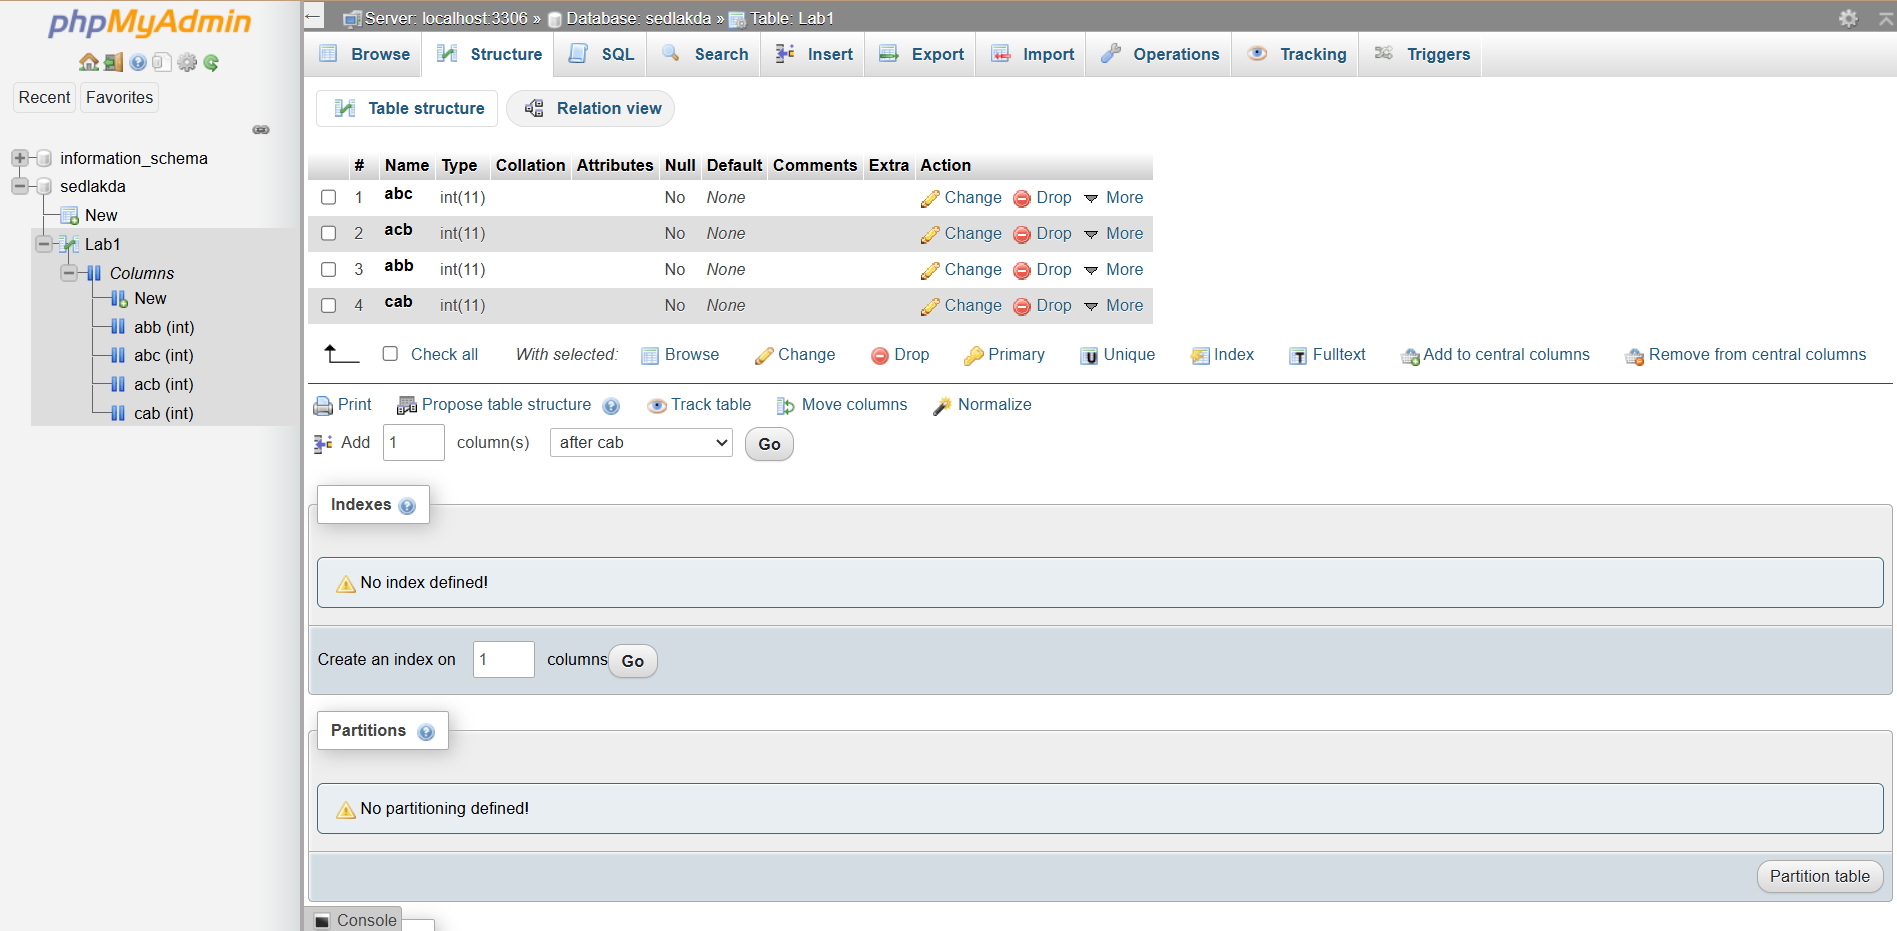 phpMyAdmin
Recent Favorites
information_schema
sedlakda
New
Lab1
Columns
New
abb (int)
abc (int)
acb (int)
cab (int)
Server: localhost:3306 » Database: sedlakda » Table: Lab1
Browse Structure SQL Search Insert Export Import Operations Tracking Triggers
Table structure Relation view
# Name Type Collation Attributes Null Default Comments Extra Action
1 abc int(11) No None Change Drop More
2 acb int(11) No None Change Drop More
3 abb int(11) No None Change Drop More
4 cab int(11) No None Change Drop More
Check all With selected: Browse Change Drop Primary Unique Index Fulltext Add to central columns Remove from central columns
Print Propose table structure Track table Move columns Normalize
Add 1 column(s) after cab Go
Indexes
No index defined!
Create an index on 1 columns Go
Partitions
No partitioning defined!
Partition table
Console